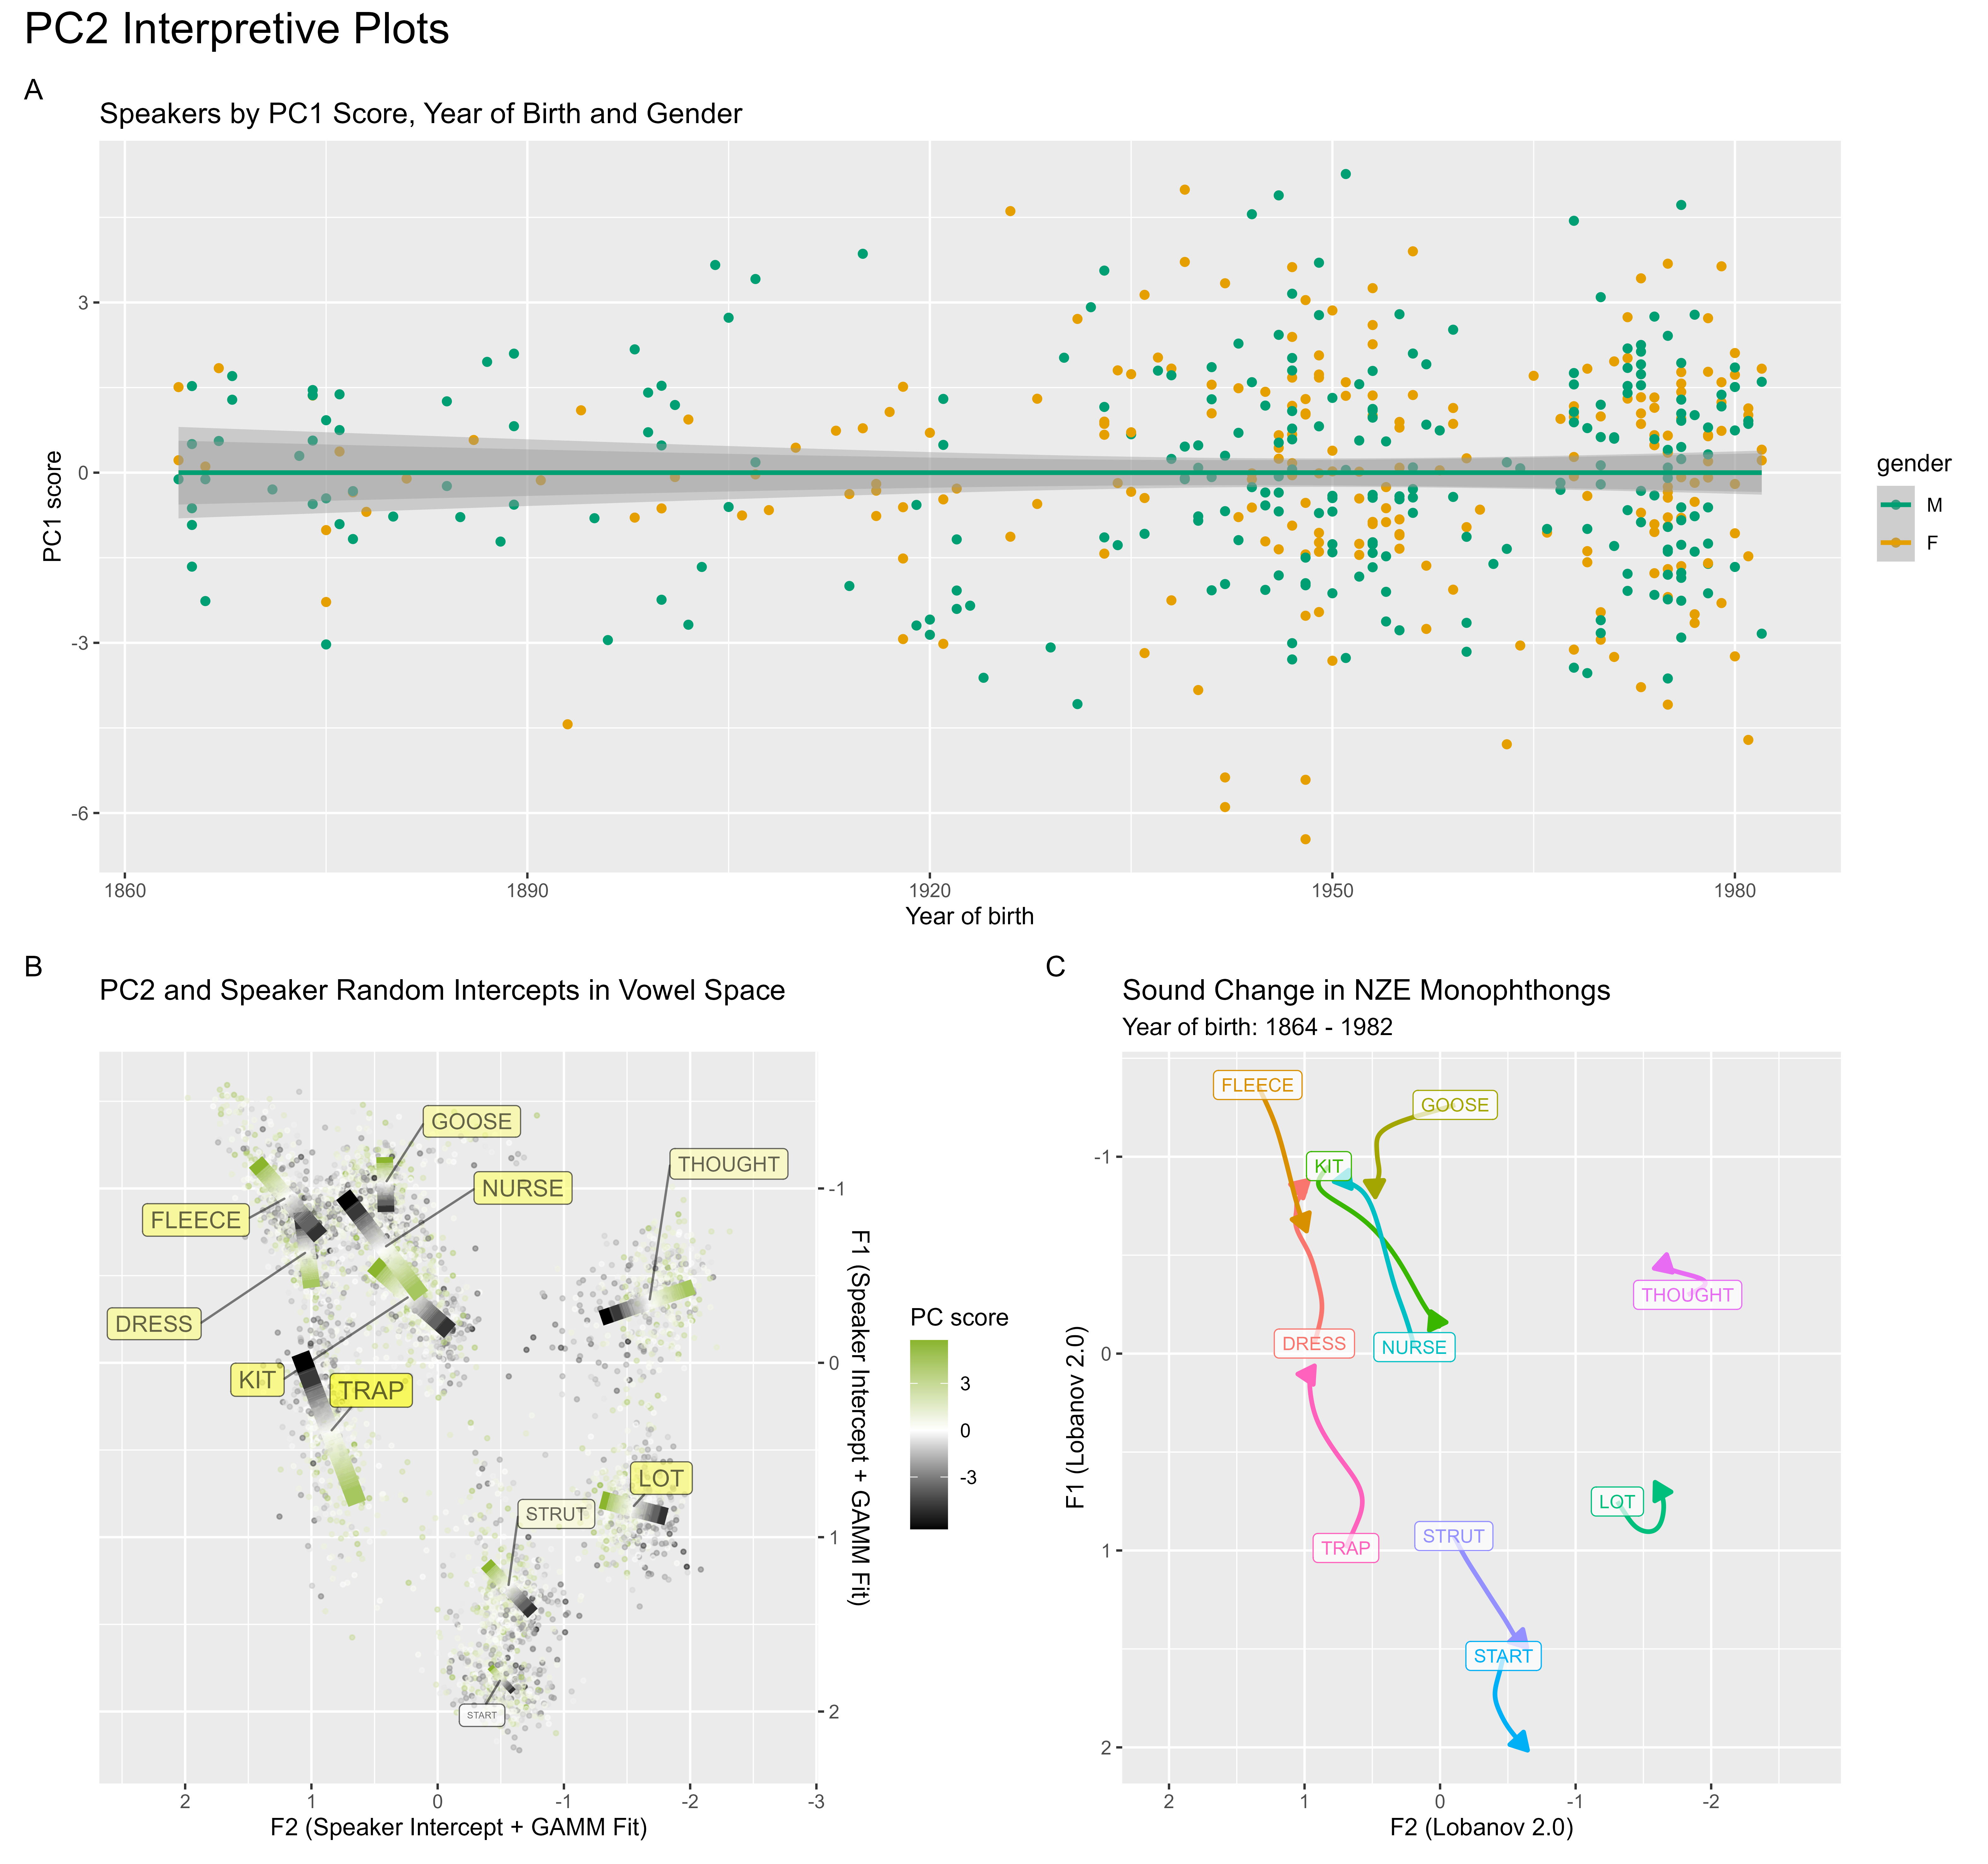 PC2 Interpretive Plots
A
Speakers by PC1 Score, Year of Birth and Gender
PC1 score
3
0
-3
-6
1860
1890
1920
1950
1980
Year of birth
gender
M
F
B
PC2 and Speaker Random Intercepts in Vowel Space
GOOSE
THOUGHT
NURSE
FLEECE
DRESS
KIT
TRAP
LOT
STRUT
START
-1
0
1
2
F1 (Speaker Intercept + GAMM Fit)
2
1
0
-1
-2
-3
F2 (Speaker Intercept + GAMM Fit)
PC score
3
0
-3
C
Sound Change in NZE Monophthongs
Year of birth: 1864 - 1982
FLEECE
GOOSE
KIT
THOUGHT
DRESS
NURSE
LOT
STRUT
TRAP
START
F1 (Lobanov 2.0)
-1
0
1
2
2
1
0
-1
-2
F2 (Lobanov 2.0)